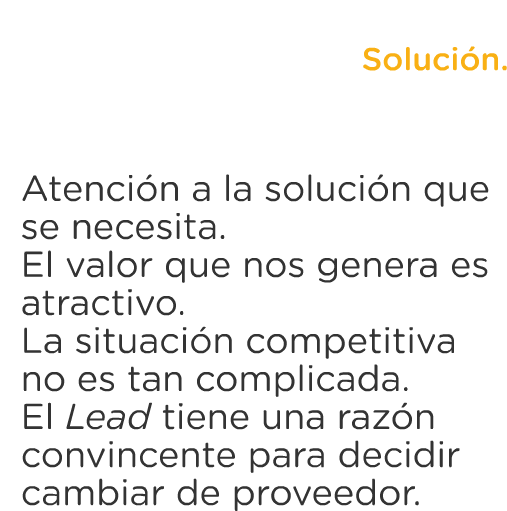 Solución.
Atención a la solución que
se necesita.
El valor que nos genera es
atractivo.
La situación competitiva
no es tan complicada.
El Lead tiene una razón
convincente para decidir
cambiar de proveedor.